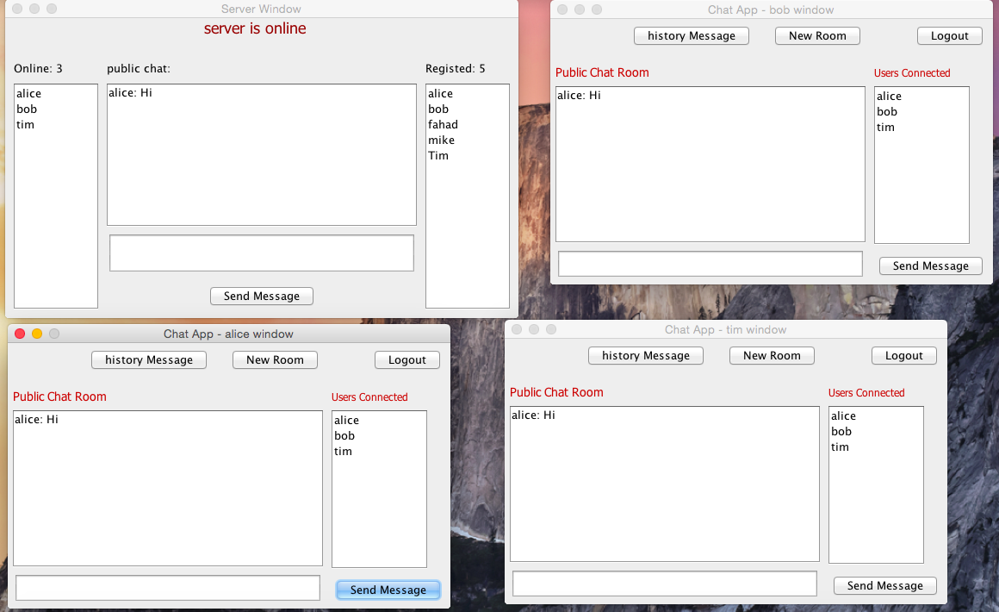 Server Window
server is online
Online: 3
public chat:
Registed: 5
alice
bob
tim
alice: Hi
alice
bob
fahad
mike
Tim
Send Message
Chat App - bob window
history Message
New Room
Logout
Public Chat Room
Users Connected
alice: Hi
alice
bob
tim
Send Message
Chat App - alice window
history Message
New Room
Logout
Public Chat Room
Users Connected
alice: Hi
alice
bob
tim
Send Message
Chat App - tim window
history Message
New Room
Logout
Public Chat Room
Users Connected
alice: Hi
alice
bob
tim
Send Message